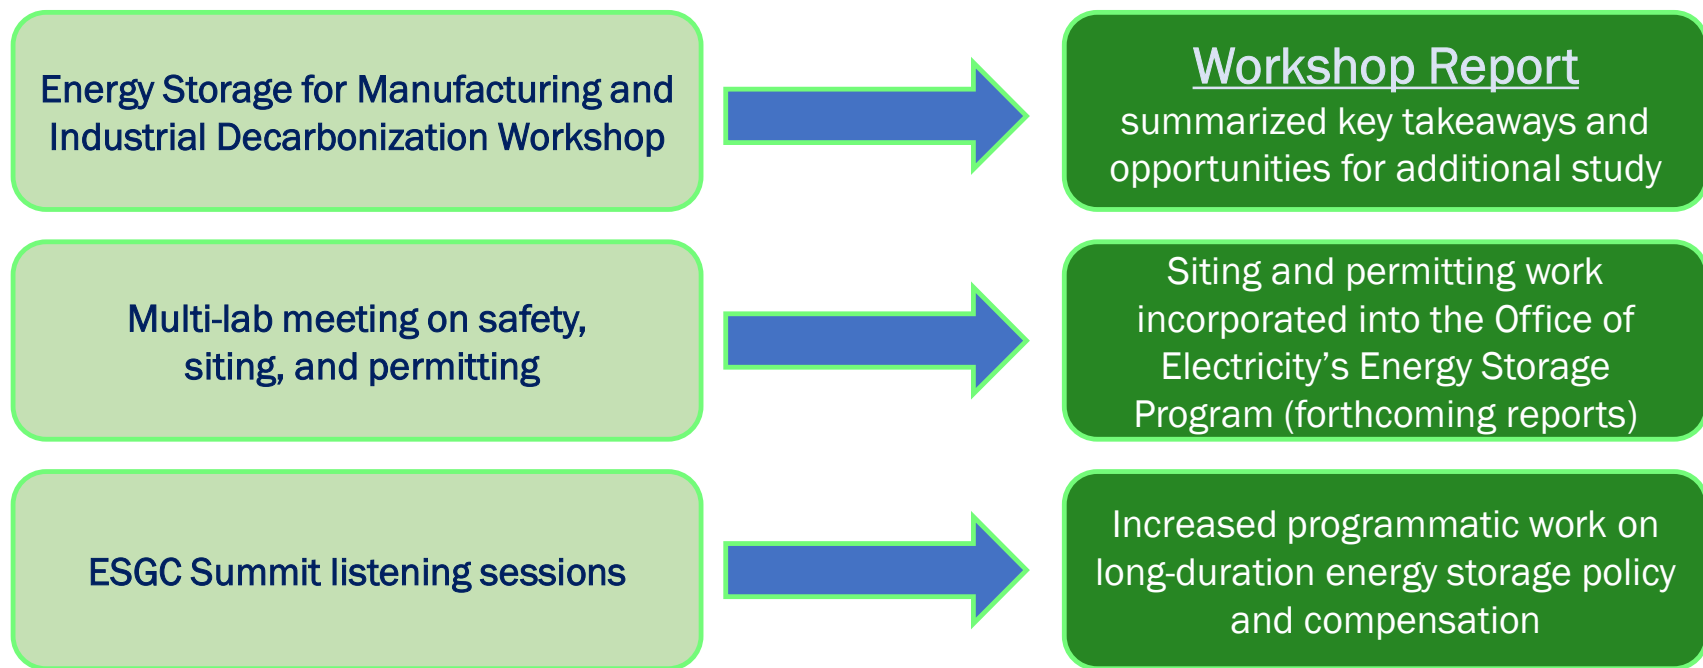 Energy Storage for Manufacturing and
Industrial Decarbonization Workshop
Workshop Report
summarized key takeaways and
opportunities for additional study
Multi-lab meeting on safety,
siting, and permitting
Siting and permitting work
incorporated into the Office of
Electricity’s Energy Storage
Program (forthcoming reports)
ESGC Summit listening sessions
Increased programmatic work on
long-duration energy storage policy
and compensation